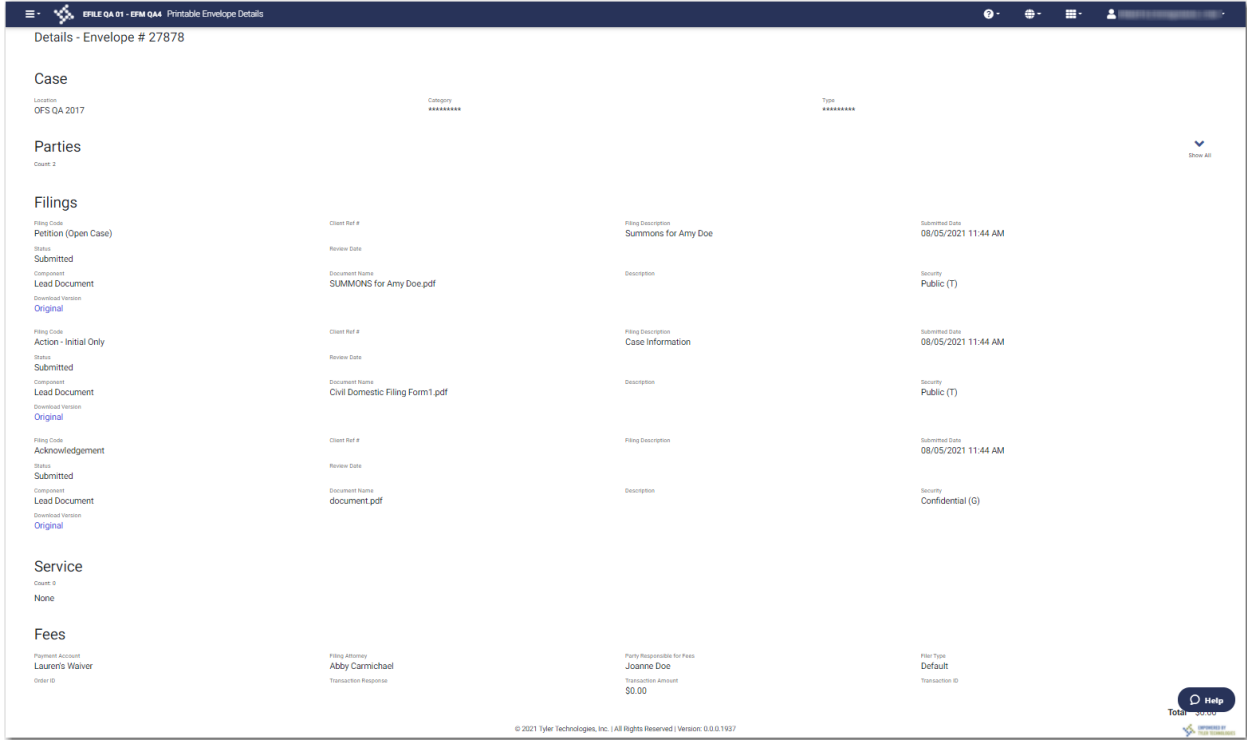 EFILE QA 01 - EFM QA4 Printable Envelope Details
Details - Envelope # 27878
Case
Location Category Type
OFS QA 2017 ********* *********
Parties
Count: 2
Show All
Filings
Filing Code Client Ref # Filing Description Submitted Date
Petition (Open Case) Summons for Amy Doe 08/05/2021 11:44 AM
Status Review Date
Submitted
Component Document Name Description Security
Lead Document SUMMONS for Amy Doe.pdf Public (T)
Download Version
Original
Filing Code Client Ref # Filing Description Submitted Date
Action - Initial Only Case Information 08/05/2021 11:44 AM
Status Review Date
Submitted
Component Document Name Description Security
Lead Document Civil Domestic Filing Form1.pdf Public (T)
Download Version
Original
Filing Code Client Ref # Filing Description Submitted Date
Acknowledgement 08/05/2021 11:44 AM
Status Review Date
Submitted
Component Document Name Description Security
Lead Document document.pdf Confidential (G)
Download Version
Original
Service
Count: 0
None
Fees
Payment Account Filing Attorney Party Responsible for Fees Filer Type
Lauren's Waiver Abby Carmichael Joanne Doe Default
Order ID Transaction Response Transaction Amount Transaction ID
$0.00
Help
Total $0.00
© 2021 Tyler Technologies, Inc. | All Rights Reserved | Version: 0.0.0.1937
EMPOWERED BY
TYLER TECHNOLOGIES